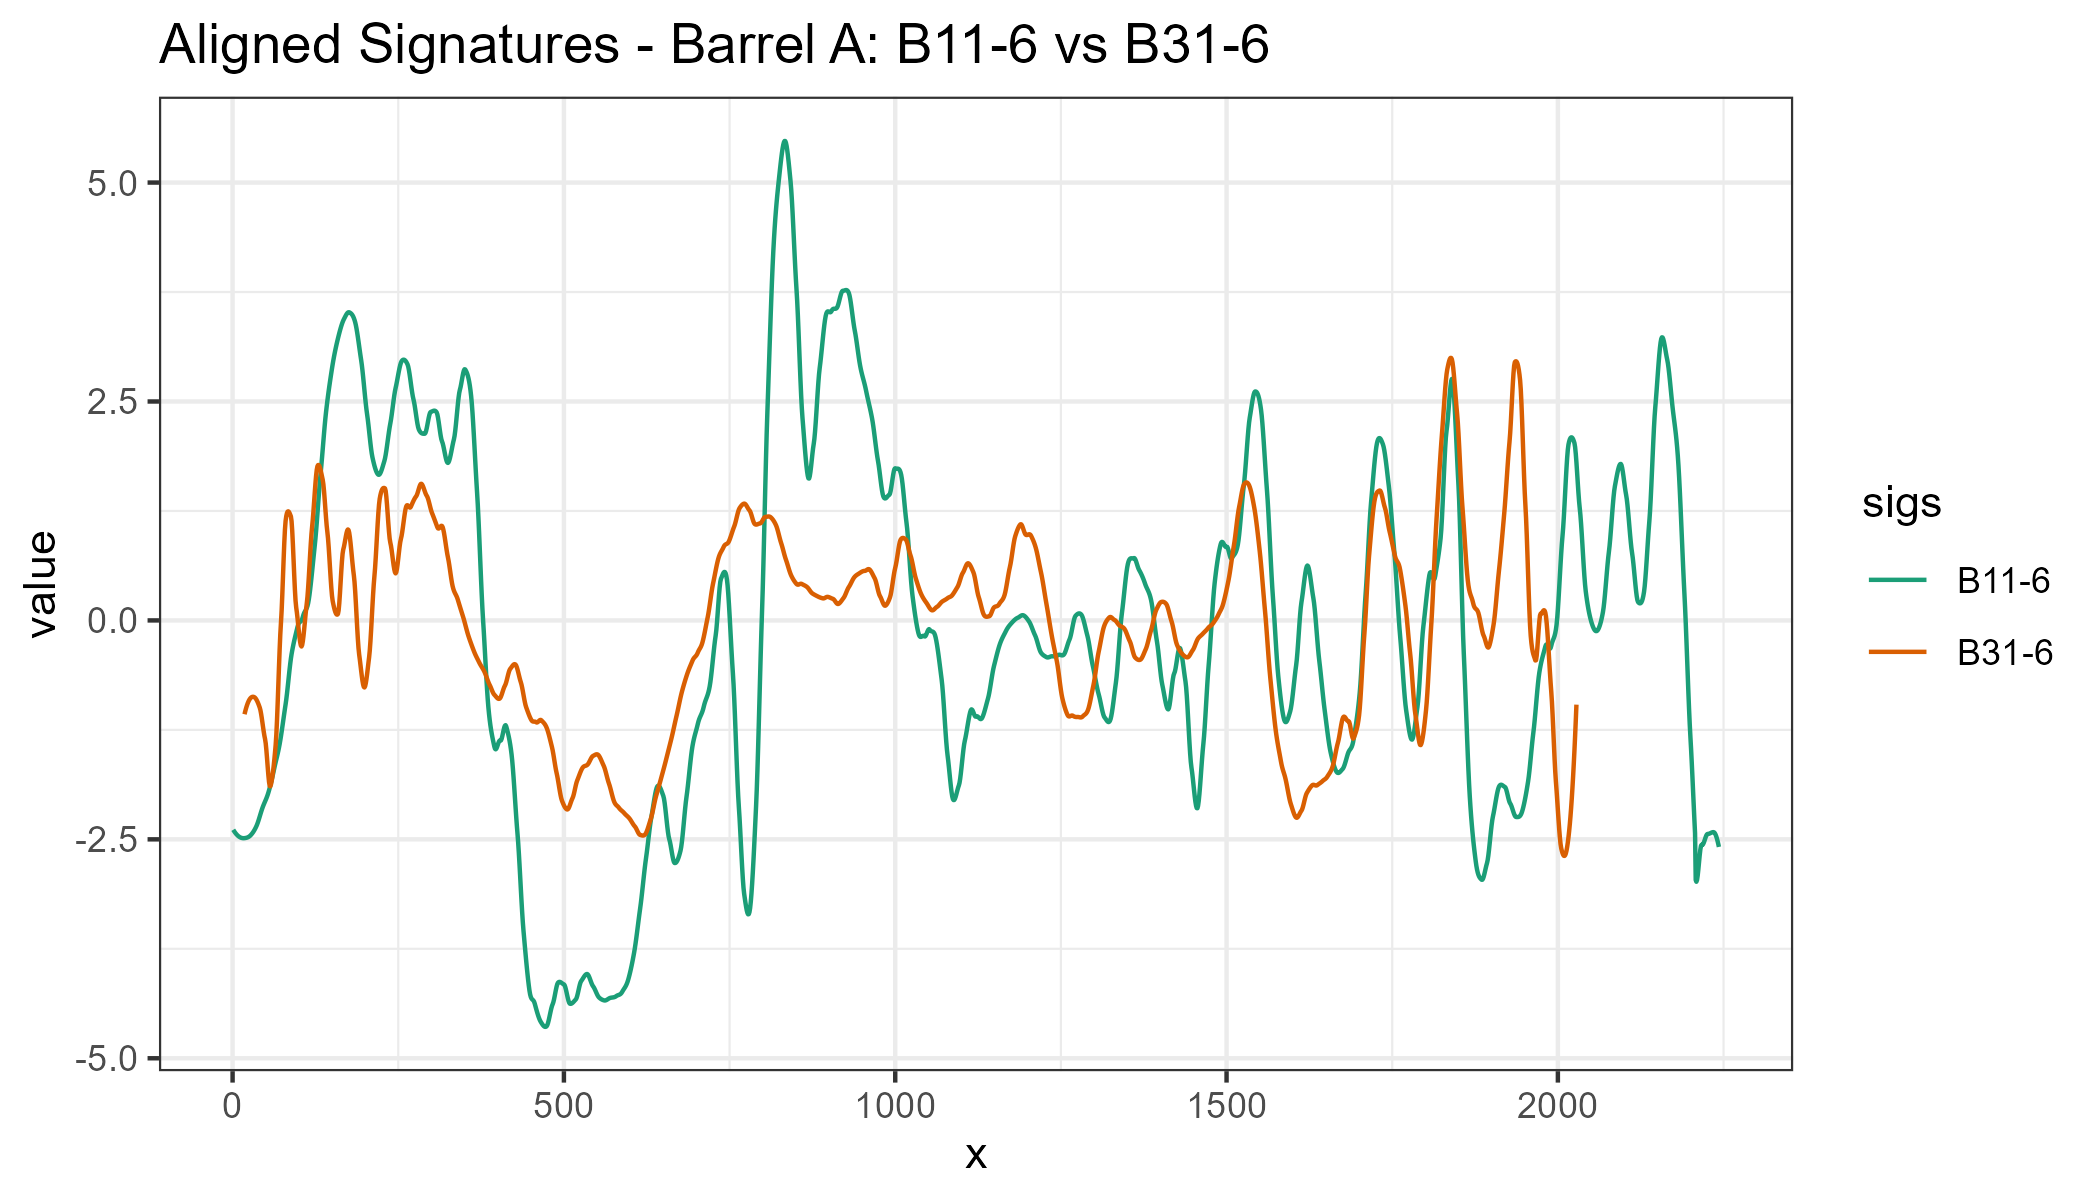 Aligned Signatures - Barrel A: B11-6 vs B31-6
5.0
2.5
0.0
-2.5
-5.0
value
0 500 1000 1500 2000
x
sigs
B11-6
B31-6